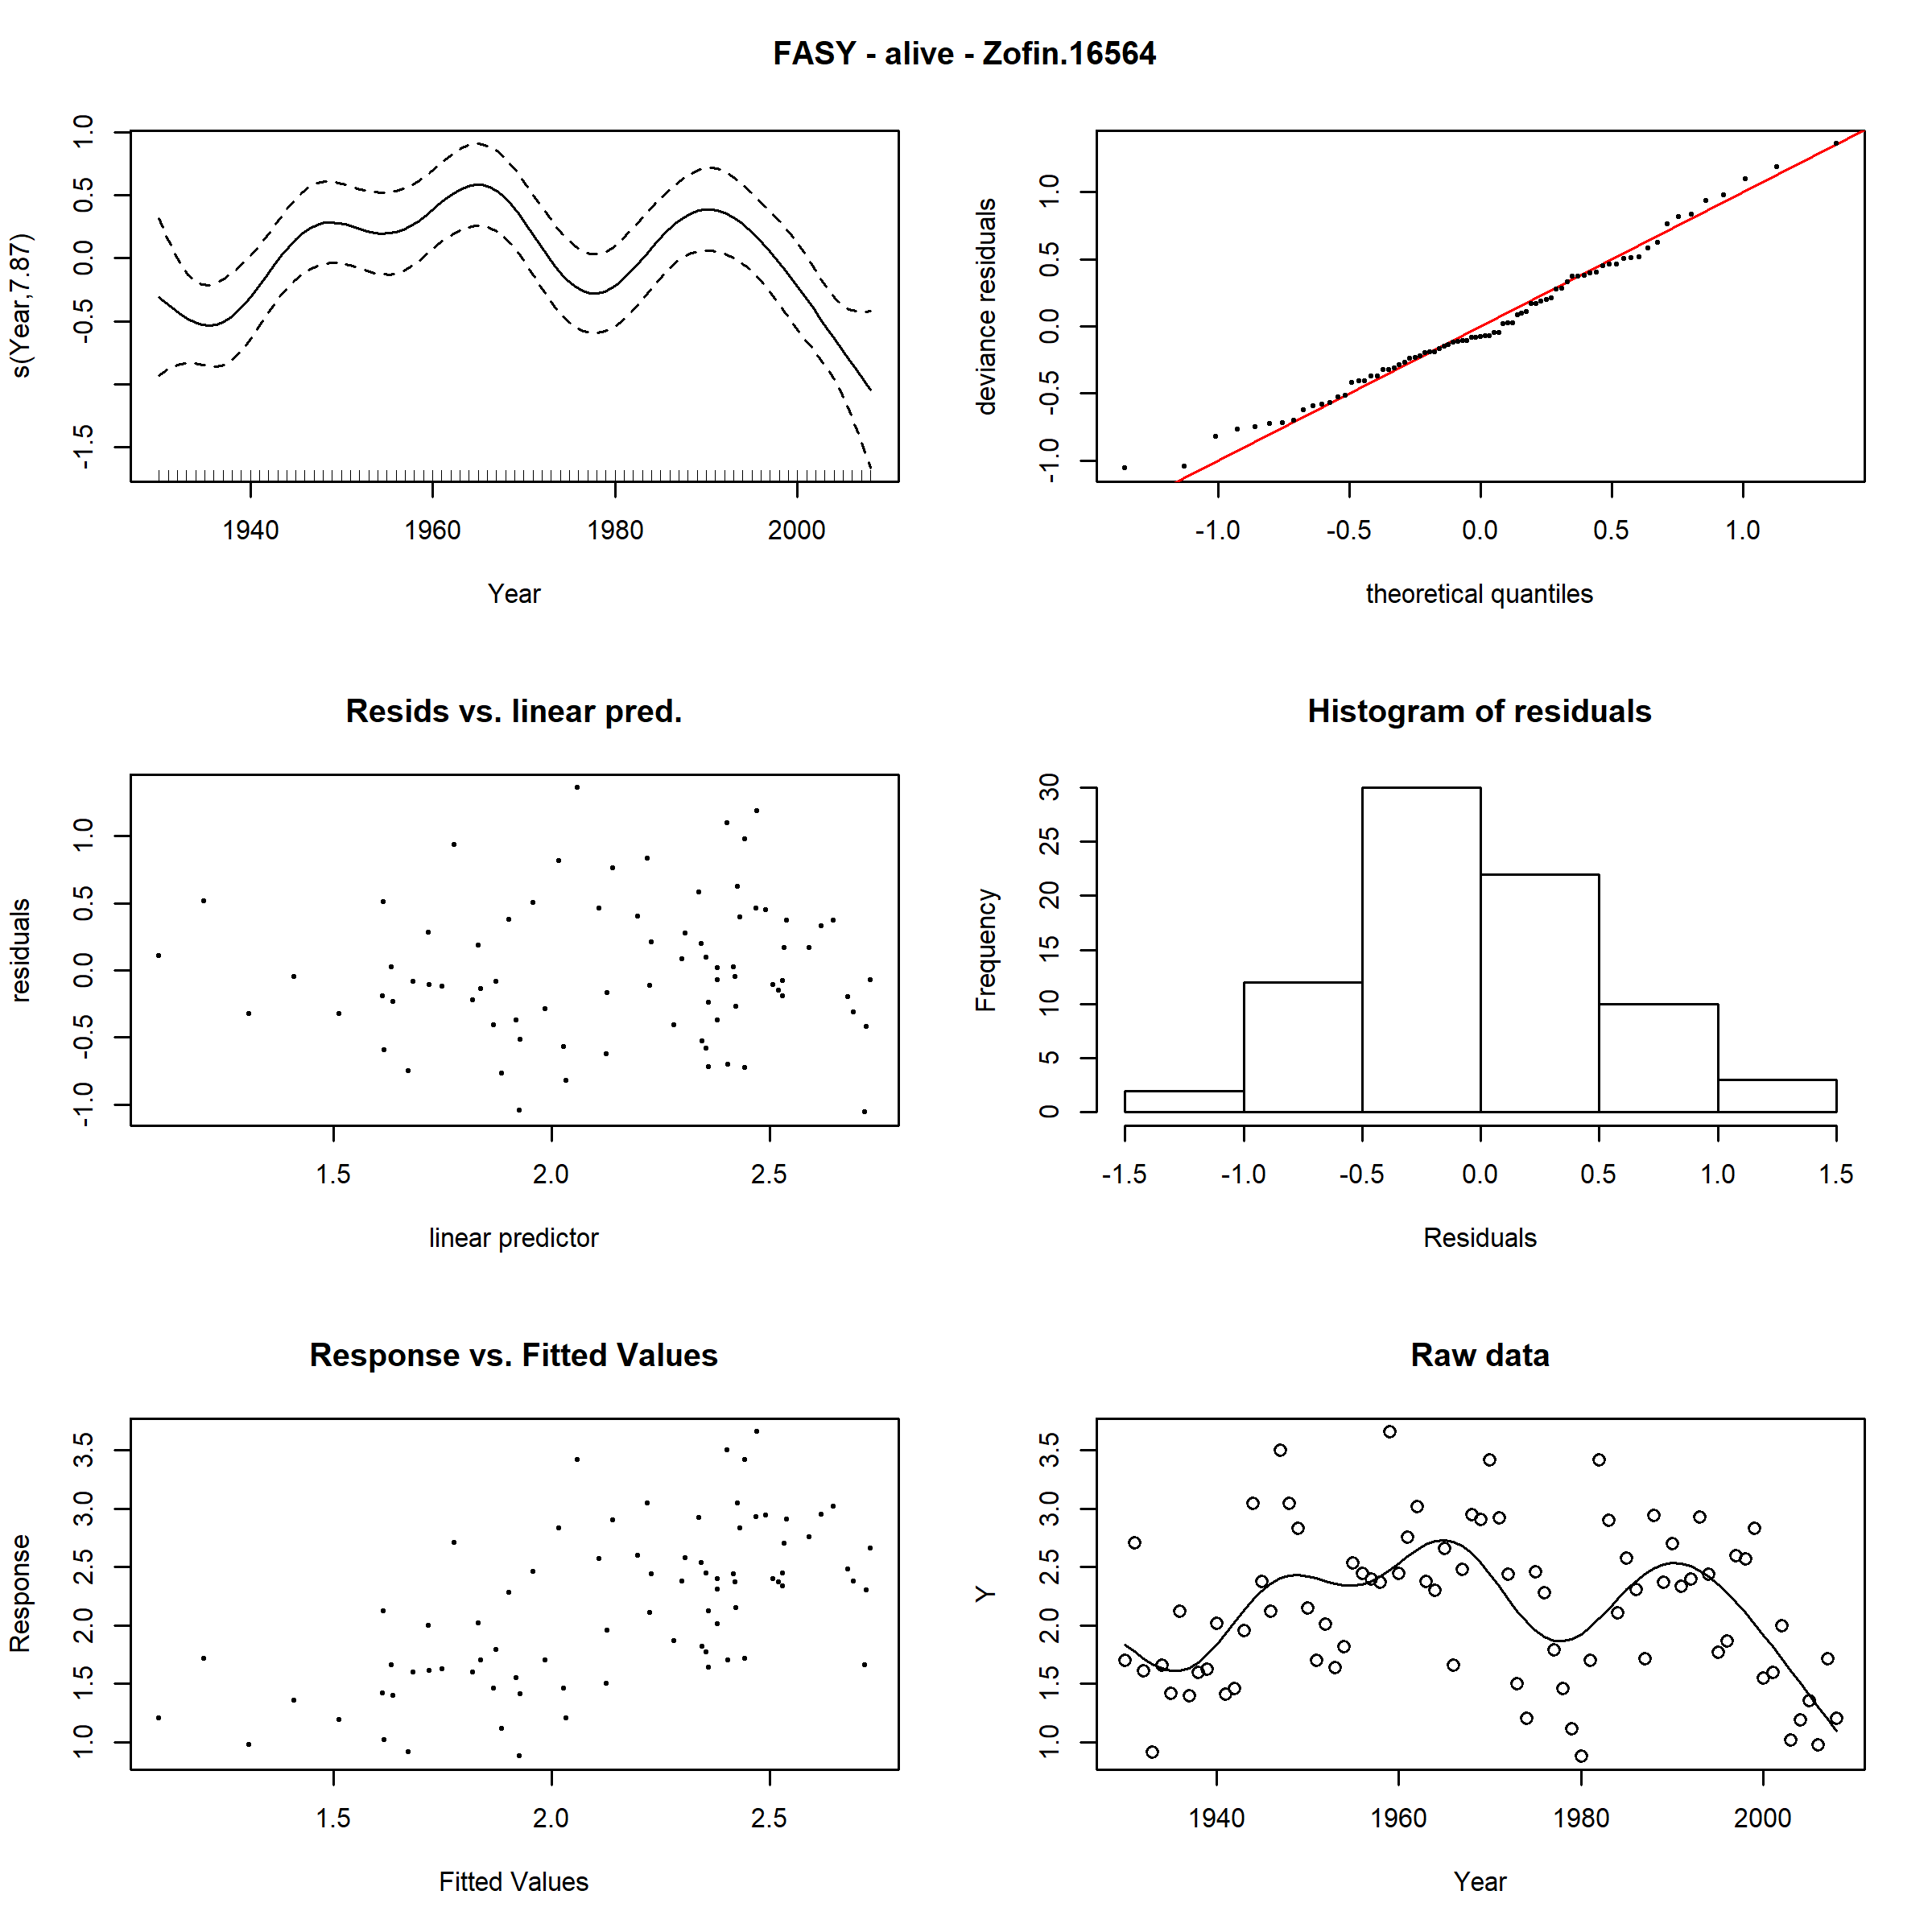 FASY - alive - Zofin.16564
s(Year,7.87)
1.0
0.5
0.0
-0.5
-1.5
1940 1960 1980 2000
Year
deviance residuals
1.0
0.5
0.0
-0.5
-1.0
-1.0 -0.5 0.0 0.5 1.0
theoretical quantiles
Resids vs. linear pred.
residuals
1.0
0.5
0.0
-0.5
-1.0
1.5 2.0 2.5
linear predictor
Histogram of residuals
Frequency
30
25
20
15
10
5
0
-1.5 -1.0 -0.5 0.0 0.5 1.0 1.5
Residuals
Response vs. Fitted Values
Response
3.5
3.0
2.5
2.0
1.5
1.0
1.5 2.0 2.5
Fitted Values
Raw data
Y
3.5
3.0
2.5
2.0
1.5
1.0
1940 1960 1980 2000
Year